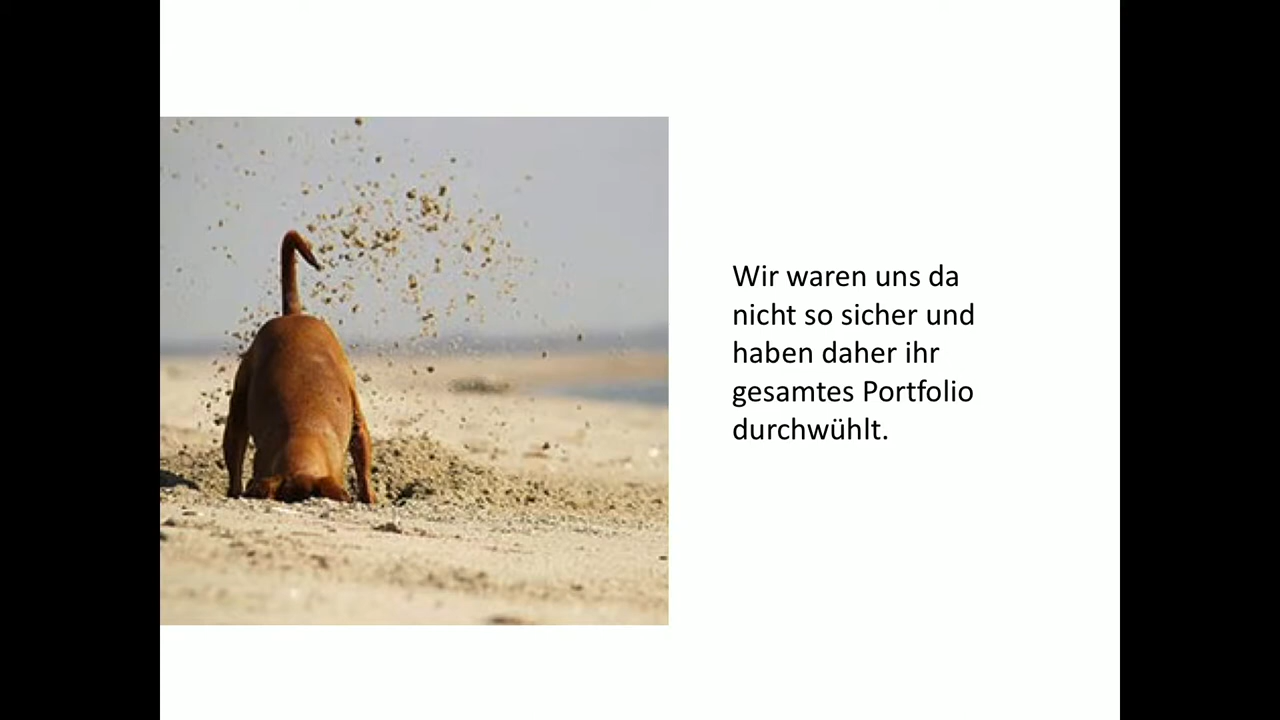 Wir waren uns da
nicht so sicher und
haben daher ihr
gesamtes Portfolio
durchwühlt.